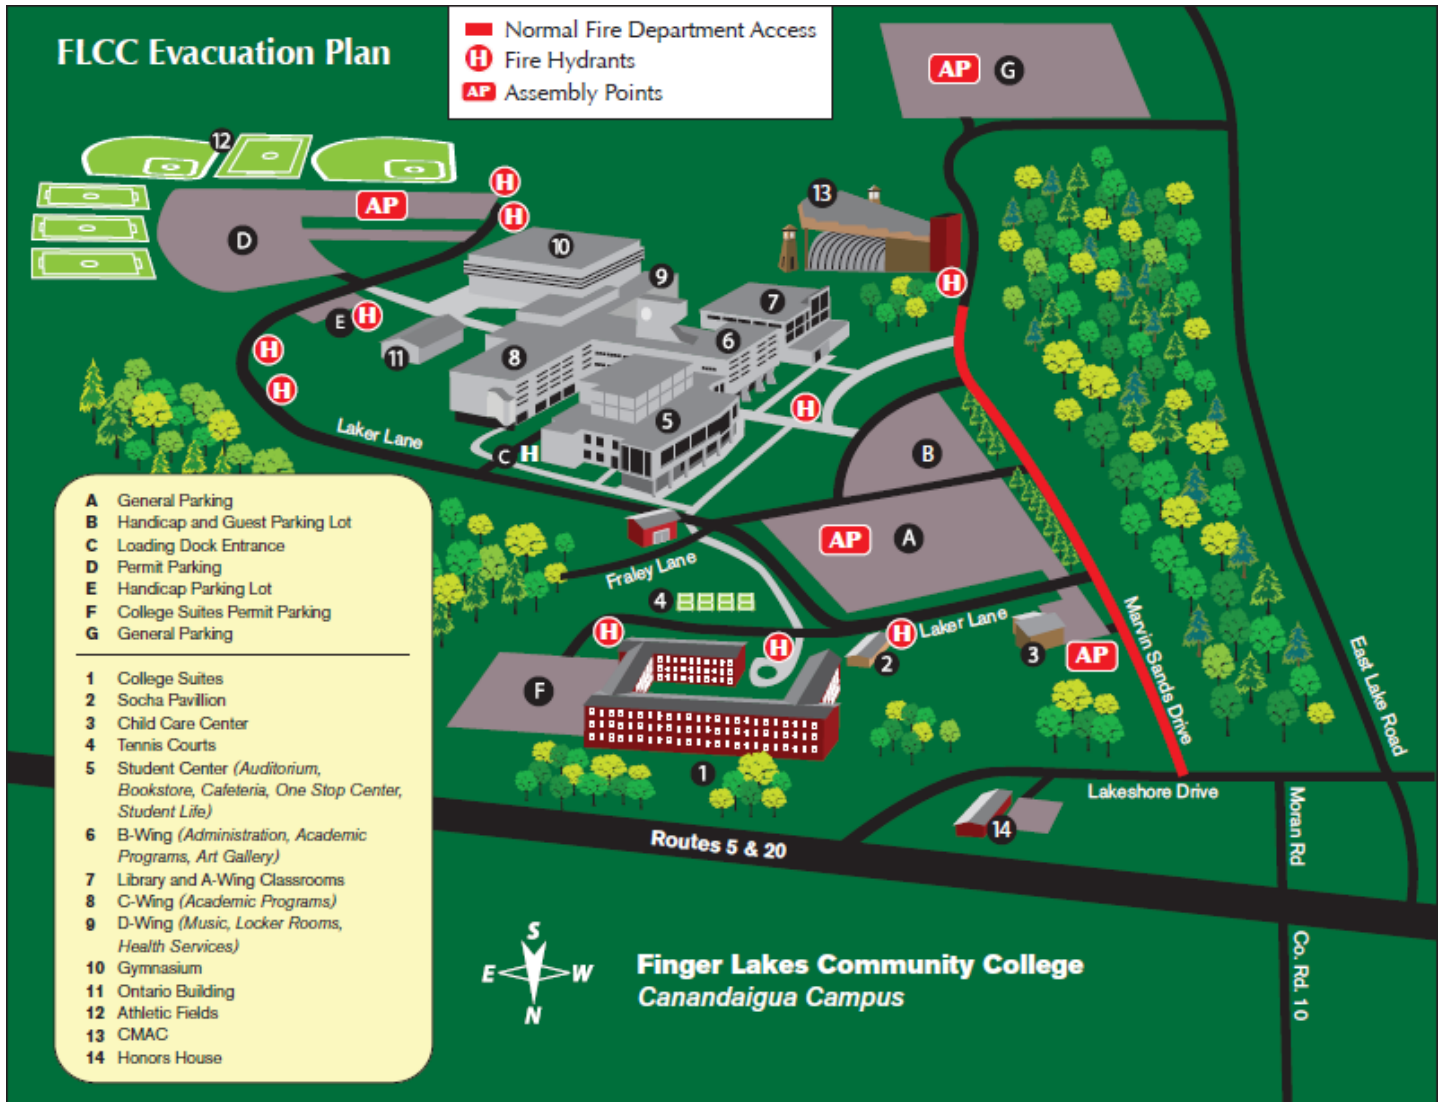 FLCC Evacuation Plan
Normal Fire Department Access
H Fire Hydrants
AP Assembly Points
AP G
12
H
13
AP
H
D
10
9
H
7
E H
6
H
11
8
H
5
H
Laker Lane
C H
B
A General Parking
B Handicap and Guest Parking Lot
C Loading Dock Entrance
D Permit Parking
E Handicap Parking Lot
F College Suites Permit Parking
G General Parking
1 College Suites
2 Socha Pavillion
3 Child Care Center
4 Tennis Courts
5 Student Center (Auditorium,
Bookstore, Cafeteria, One Stop Center,
Student Life)
6 B-Wing (Administration, Academic
Programs, Art Gallery)
7 Library and A-Wing Classrooms
8 C-Wing (Academic Programs)
9 D-Wing (Music, Locker Rooms,
Health Services)
10 Gymnasium
11 Ontario Building
12 Athletic Fields
13 CMAC
14 Honors House
AP A
Fraley Lane
4
Laker Lane
H
H
H
2
3
AP
Marvin Sands Drive
East Lake Road
F
1
Lakeshore Drive
14
Moran Rd
Routes 5 & 20
Co. Rd. 10
S
E W
N
Finger Lakes Community College
Canandaigua Campus